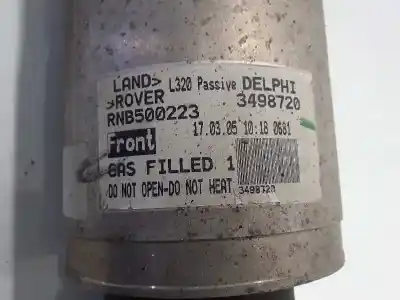 LAND> L320 Passive DELPHI
>ROVER 3498720
RNB500223 17.03.05 10:18 0681
Front
GAS FILLED 1
DO NOT OPEN-DO NOT HEAT 3498720